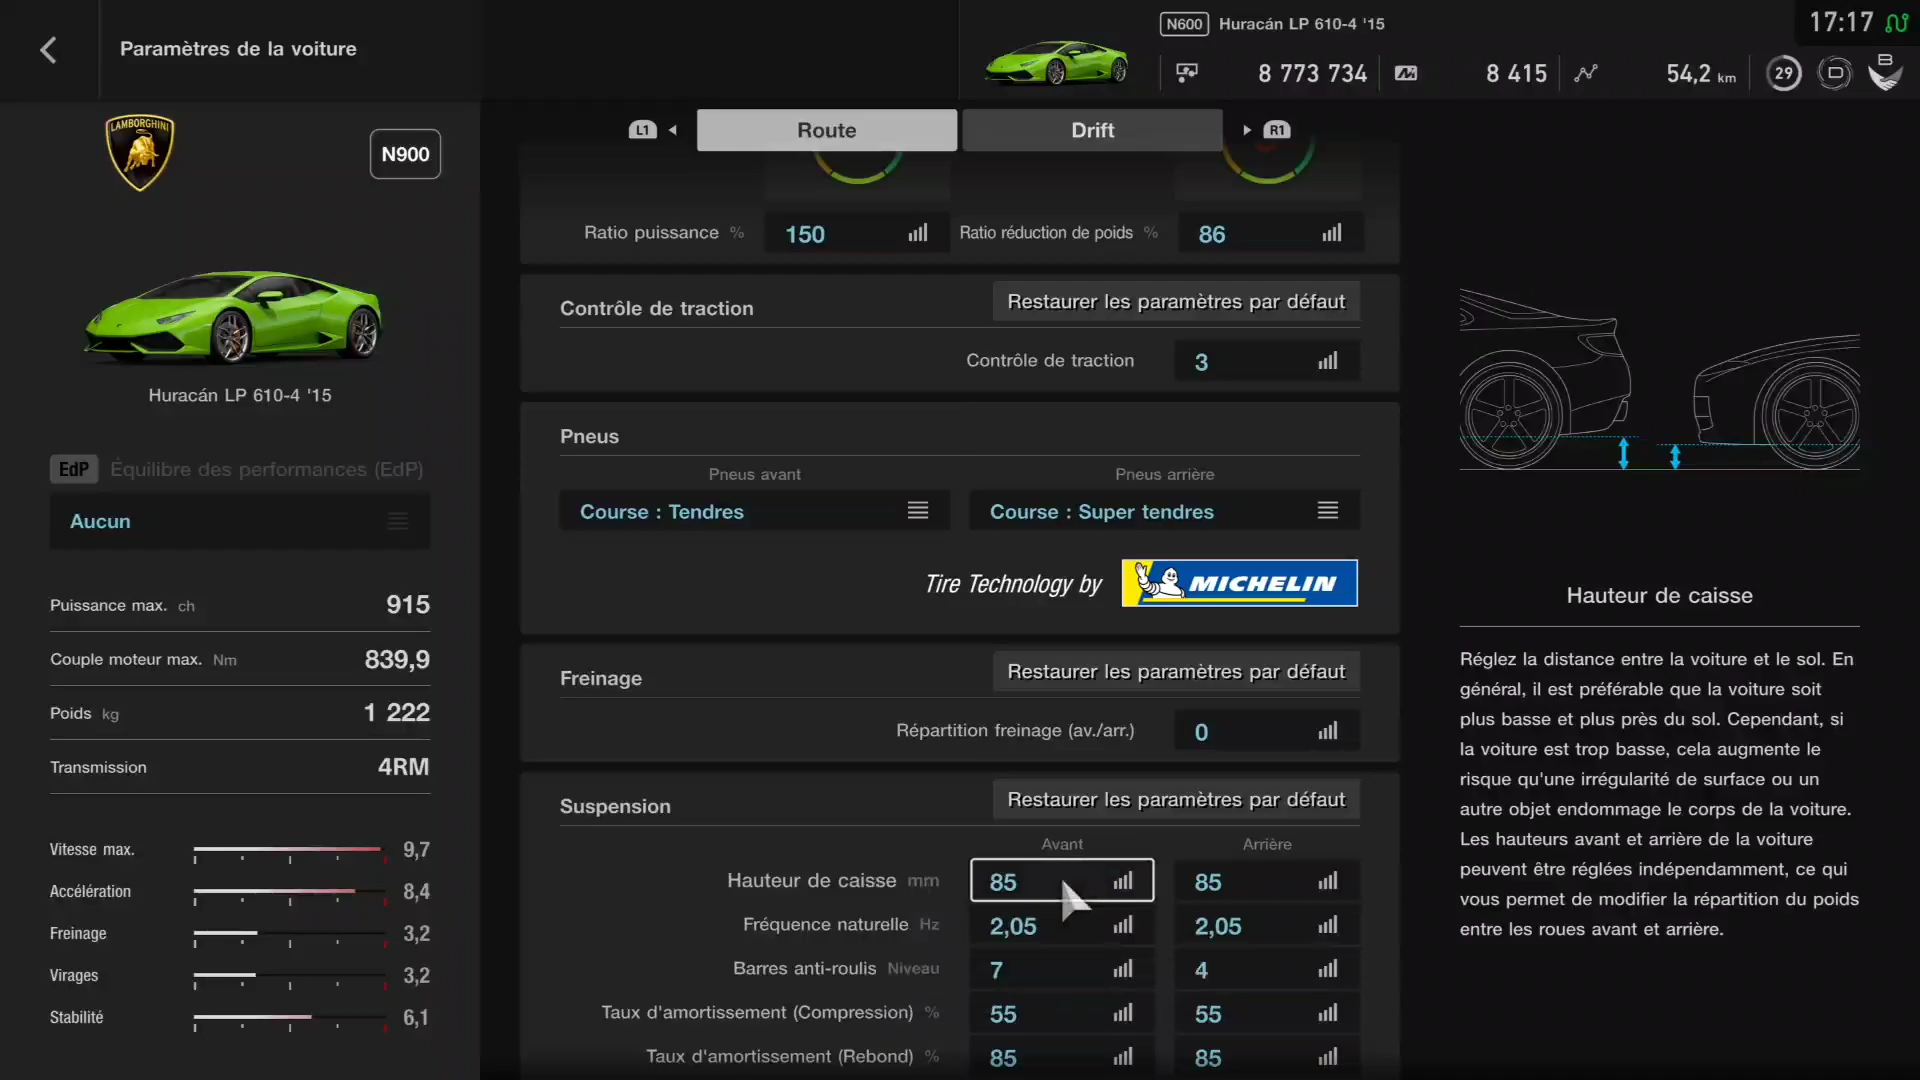 Paramètres de la voiture
N600 Huracán LP 610-4 '15
17:17
8 773 734
8 415
54,2 km
29
D
B
LAMBORGHINI
N900
L1
Route
Drift
R1
Ratio puissance % 150
Ratio réduction de poids % 86
Huracán LP 610-4 '15
EdP Équilibre des performances (EdP)
Aucun
Puissance max. ch 915
Couple moteur max. Nm 839,9
Poids kg 1 222
Transmission 4RM
Vitesse max. 9,7
Accélération 8,4
Freinage 3,2
Virages 3,2
Stabilité 6,1
Contrôle de traction
Restaurer les paramètres par défaut
Contrôle de traction 3
Pneus
Pneus avant
Pneus arrière
Course : Tendres
Course : Super tendres
Tire Technology by MICHELIN
Freinage
Restaurer les paramètres par défaut
Répartition freinage (av./arr.) 0
Suspension
Restaurer les paramètres par défaut
Avant
Arrière
Hauteur de caisse mm 85 85
Fréquence naturelle Hz 2,05 2,05
Barres anti-roulis Niveau 7 4
Taux d'amortissement (Compression) % 55 55
Taux d'amortissement (Rebond) % 85 85
Hauteur de caisse
Réglez la distance entre la voiture et le sol. En
général, il est préférable que la voiture soit
plus basse et plus près du sol. Cependant, si
la voiture est trop basse, cela augmente le
risque qu'une irrégularité de surface ou un
autre objet endommage le corps de la voiture.
Les hauteurs avant et arrière de la voiture
peuvent être réglées indépendamment, ce qui
vous permet de modifier la répartition du poids
entre les roues avant et arrière.